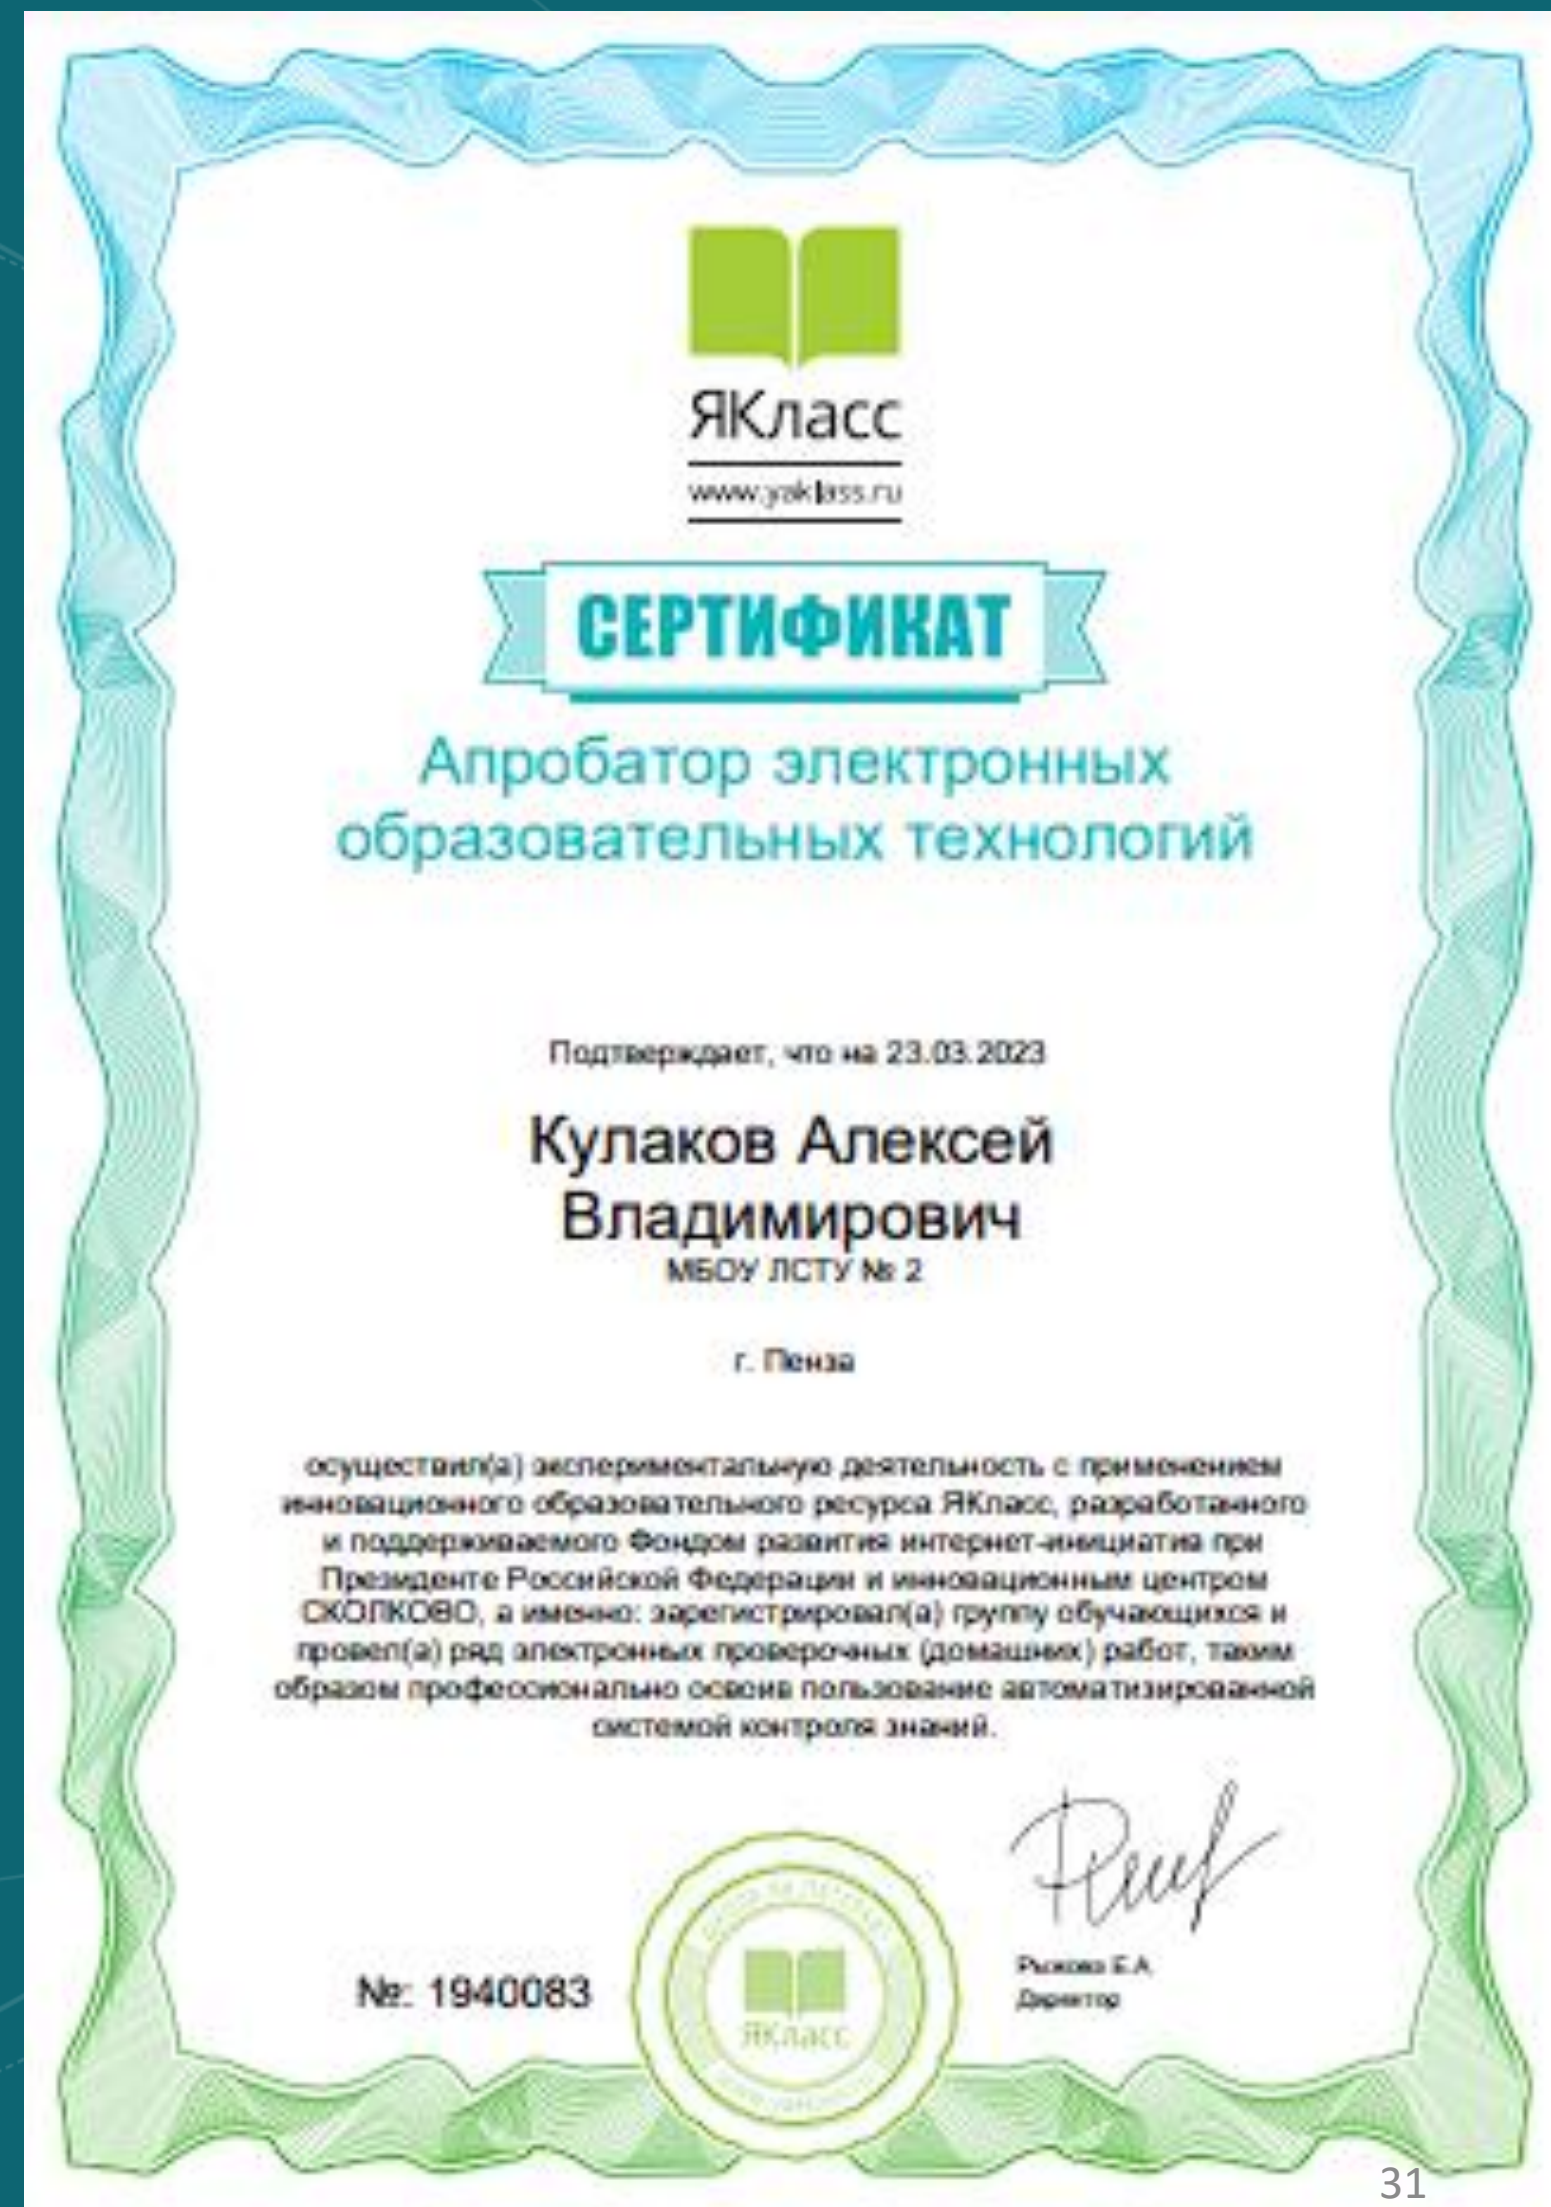 ЯКласс
www.yaklass.ru
СЕРТИФИКАТ
Апробатор электронных
образовательных технологий
Подтверждает, что на 23.03.2023
Кулаков Алексей
Владимирович
МБОУ ЛСТУ № 2
г. Пенза
осуществил(а) экспериментальную деятельность с применением
инновационного образовательного ресурса ЯКласс, разработанного
и поддерживаемого Фондом развития интернет-инициатив при
Президенте Российской Федерации и инновационным центром
СКОЛКОВО, а именно: зарегистрировал(а) группу обучающихся и
провел(а) ряд электронных проверочных (домашних) работ, таким
образом профессионально освоив пользование автоматизированной
системой контроля знаний.
№: 1940083
ЯКласс
Рыжова Е.А.
Директор
31